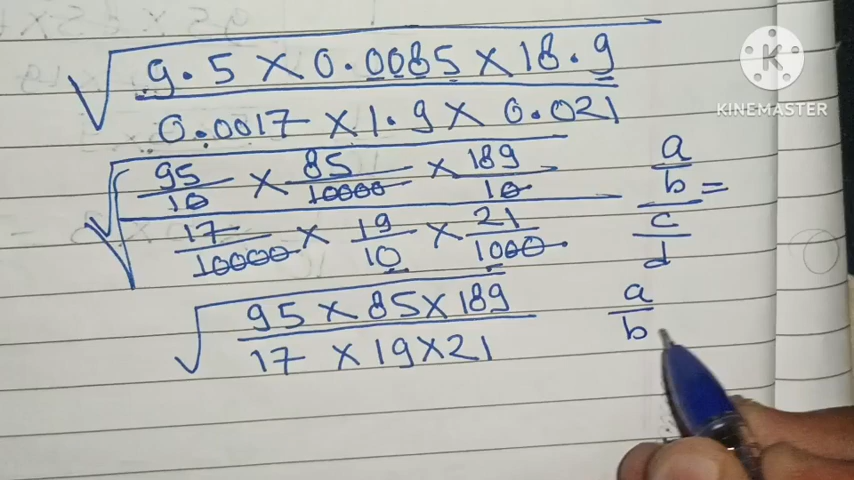 K
KINEMASTER
√(9.5 × 0.0085 × 18.9
0.0017 × 1.9 × 0.021
√(95/10 × 85/10000 × 189/10
17/10000 × 19/10 × 21/1000
a/b =
c/d
√(95 × 85 × 189
17 × 19 × 21
a/b